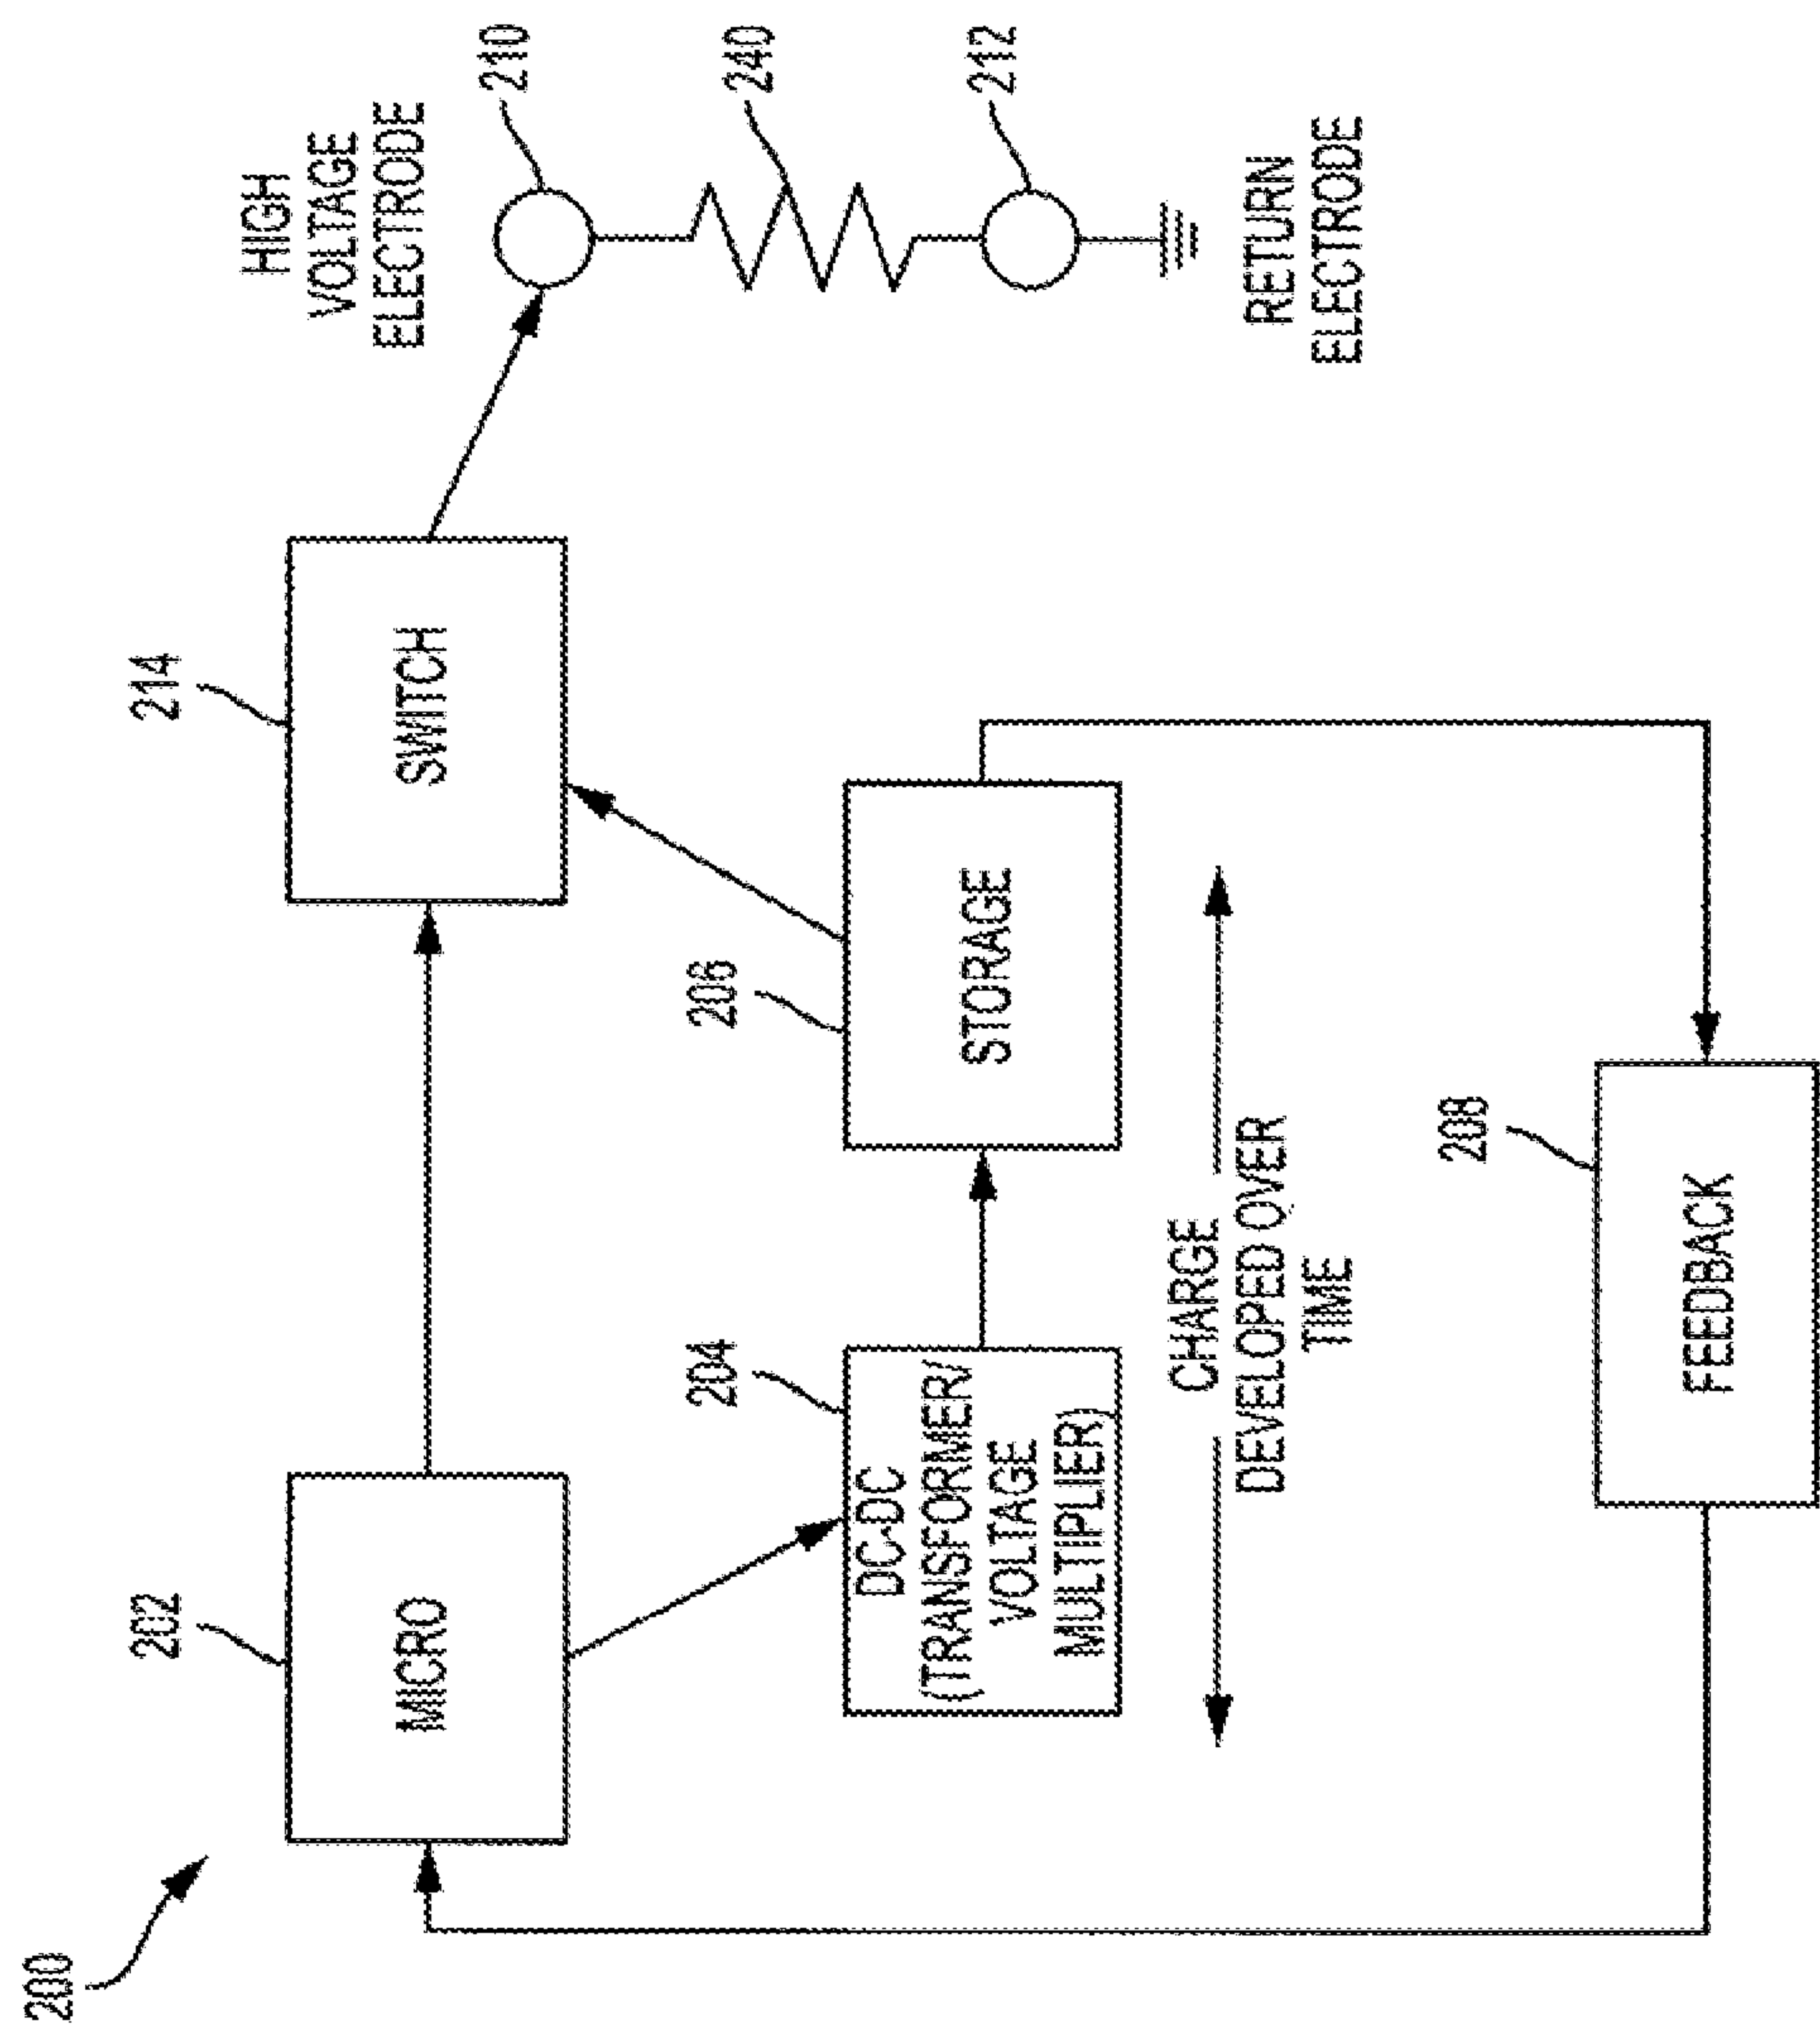 200
202
MICRO
214
SWITCH
HIGH
VOLTAGE
ELECTRODE
210
240
212
RETURN
ELECTRODE
204
DC-DC
(TRANSFORMER/
VOLTAGE
MULTIPLIER)
206
STORAGE
CHARGE
DEVELOPED OVER
TIME
208
FEEDBACK